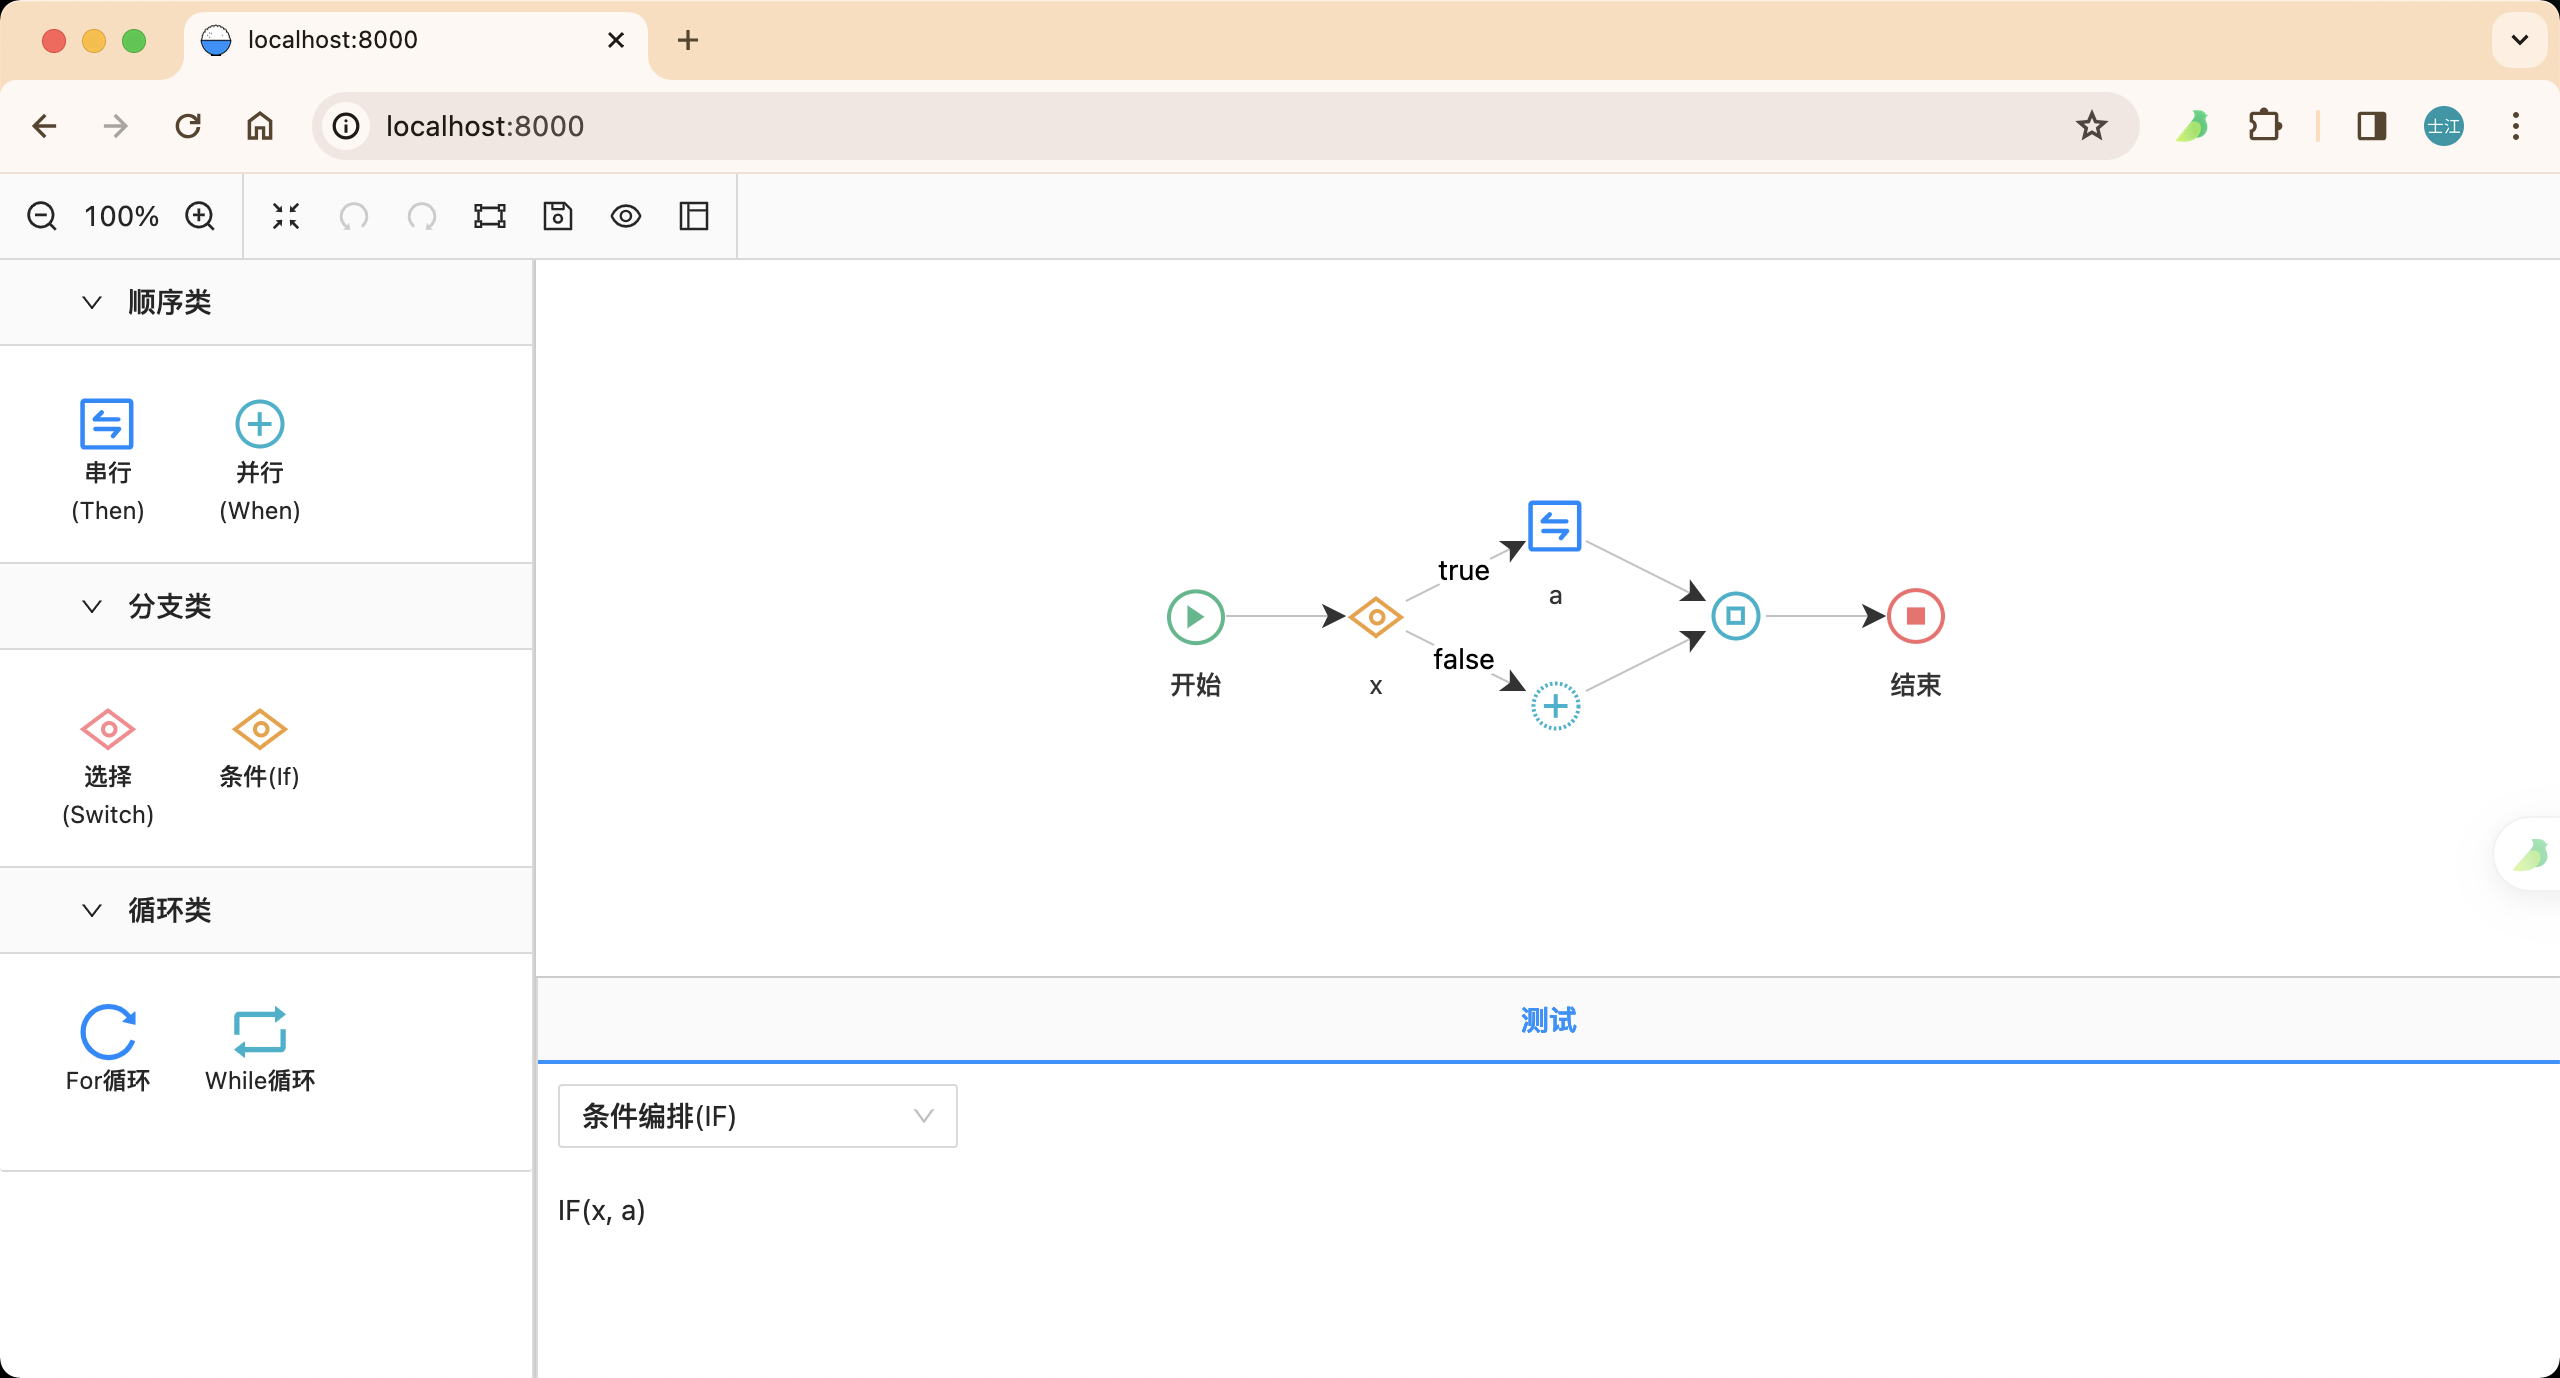 localhost:8000
localhost:8000
士江
100%
顺序类
串行
(Then)
并行
(When)
分支类
选择
(Switch)
条件(If)
循环类
For循环
While循环
开始
x
true
false
a
结束
测试
条件编排(IF)
IF(x, a)